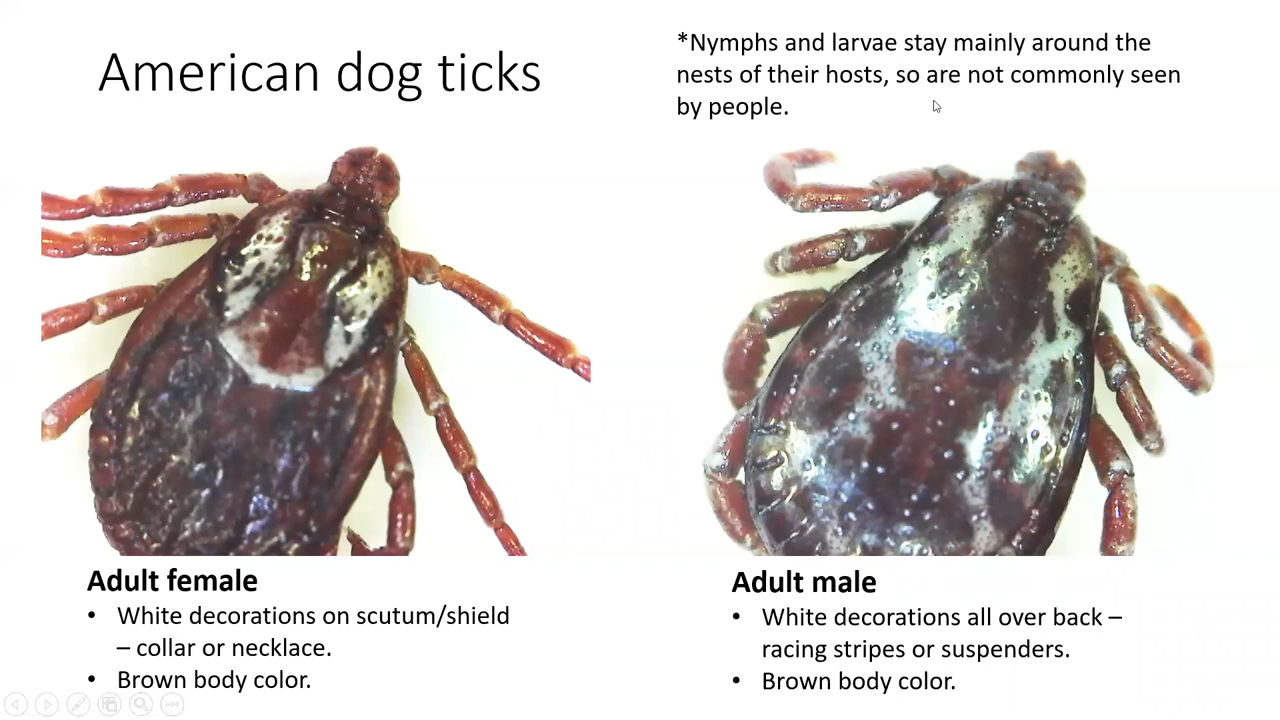 American dog ticks
*Nymphs and larvae stay mainly around the
nests of their hosts, so are not commonly seen
by people.
Adult female
• White decorations on scutum/shield
– collar or necklace.
• Brown body color.
Adult male
• White decorations all over back –
racing stripes or suspenders.
• Brown body color.